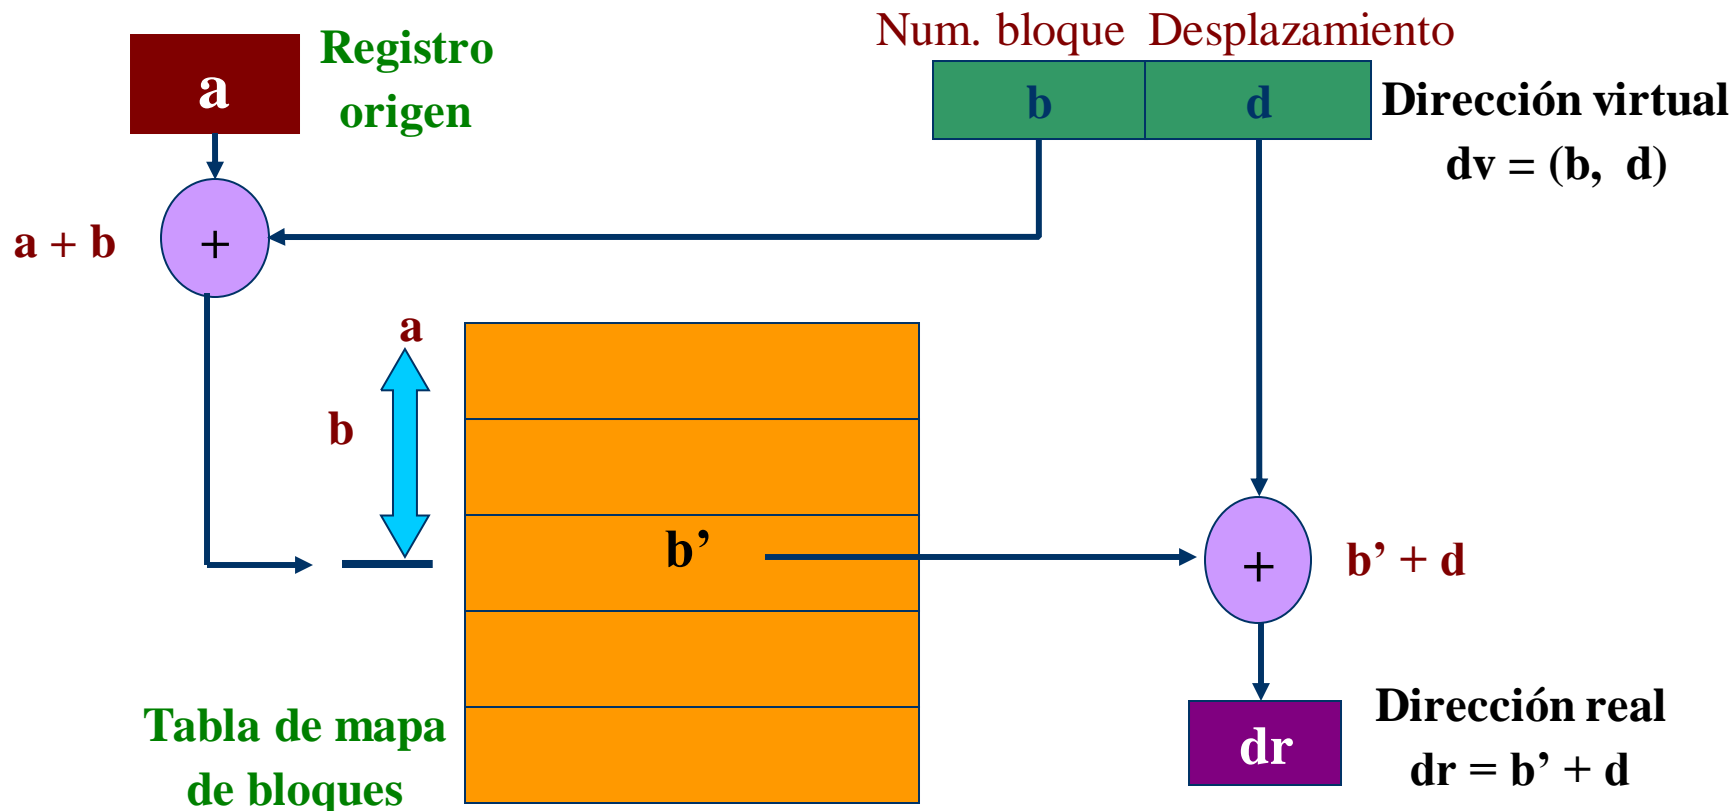 a
Registro
origen
Num. bloque Desplazamiento
b
d
Dirección virtual
dv = (b, d)
a + b
+
a
b
b’
+
b’ + d
Tabla de mapa
de bloques
dr
Dirección real
dr = b’ + d